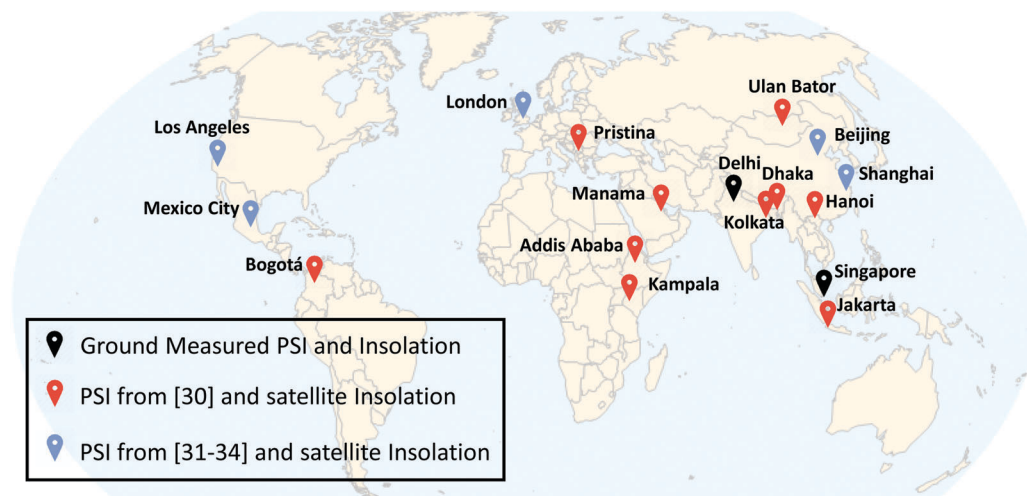 Ulan Bator
London
Los Angeles
Pristina
Beijing
Delhi
Dhaka
Shanghai
Manama
Mexico City
Hanoi
Kolkata
Addis Ababa
Bogotá
Kampala
Singapore
Jakarta
Ground Measured PSI and Insolation
PSI from [30] and satellite Insolation
PSI from [31-34] and satellite Insolation